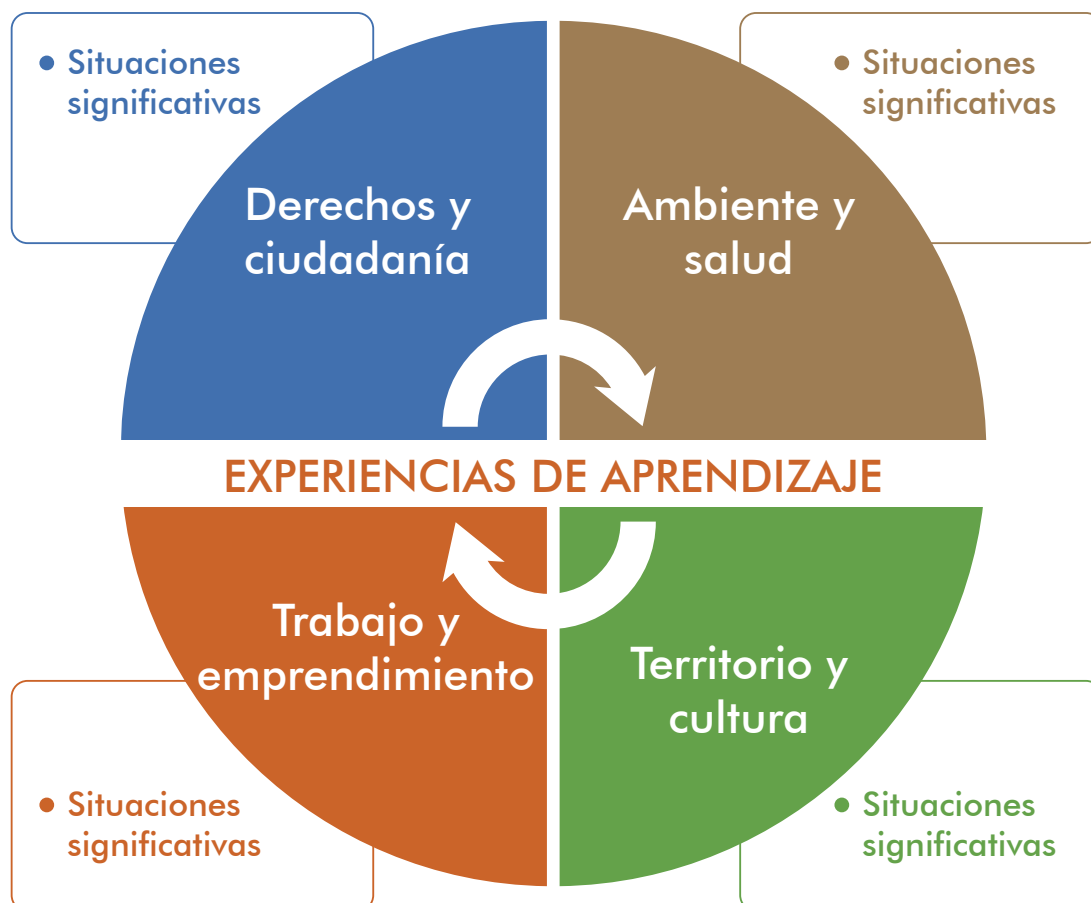 • Situaciones
significativas
• Situaciones
significativas
Derechos y
ciudadanía
Ambiente y
salud
EXPERIENCIAS DE APRENDIZAJE
Trabajo y
emprendimiento
Territorio y
cultura
• Situaciones
significativas
• Situaciones
significativas